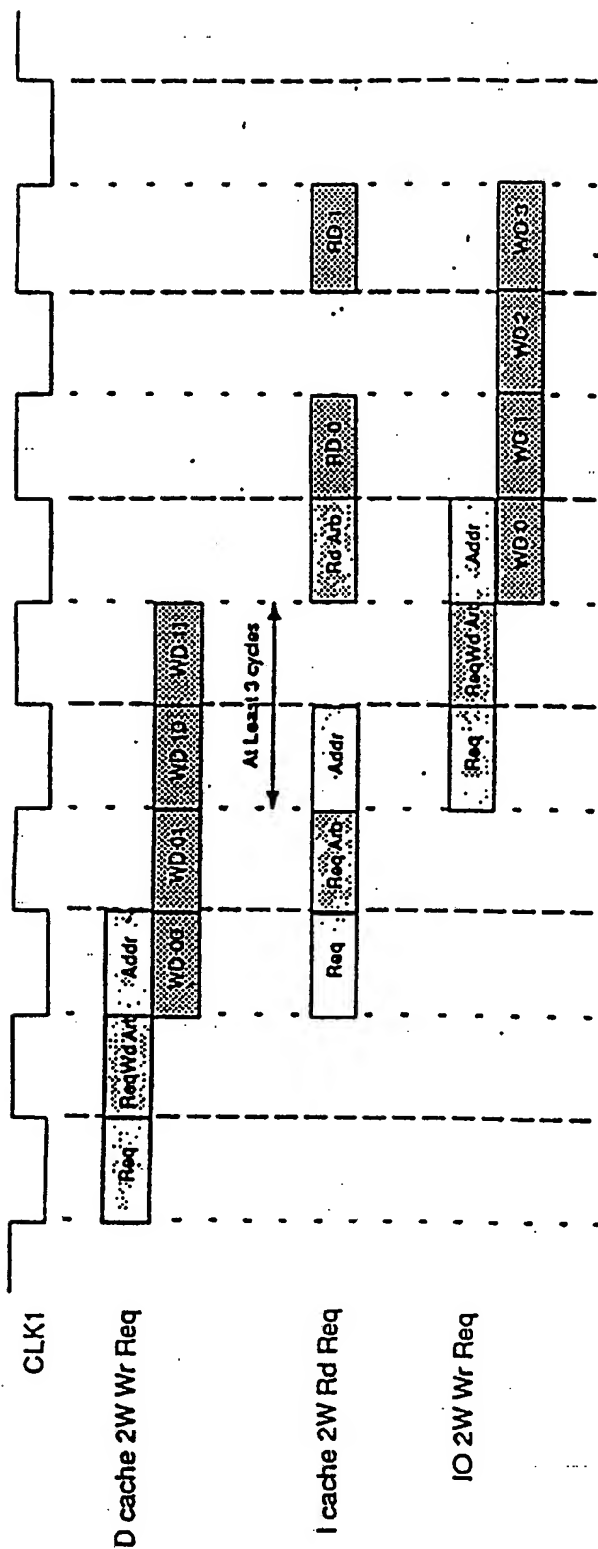 CLK1
D cache 2W Wr Req
Req ReqWd Arb Addr
WD 00 WD 01 WD 10 WD 11
At Least 3 cycles
I cache 2W Rd Req
Req Req Arb Addr Rd Arb RD 0 RD 1
IO 2W Wr Req
Req ReqWd Arb Addr
WD 0 WD 1 WD 2 WD 3